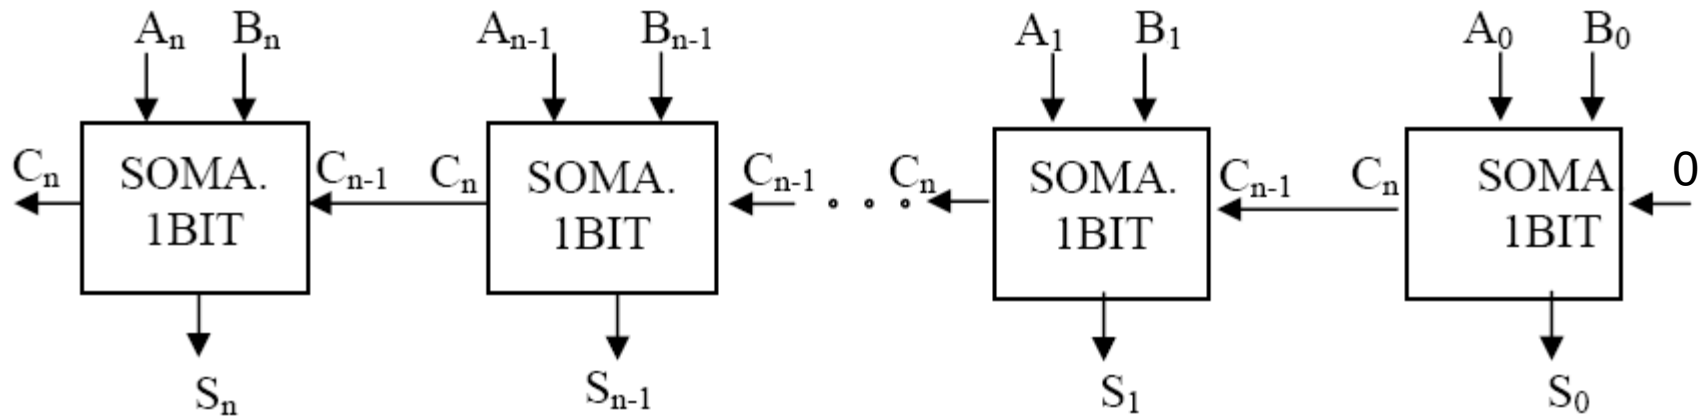 Aₙ Bₙ Aₙ₋₁ Bₙ₋₁ A₁ B₁ A₀ B₀
Cₙ SOMA. Cₙ₋₁ Cₙ SOMA. Cₙ₋₁ Cₙ SOMA. Cₙ₋₁ Cₙ SOMA 0
1BIT 1BIT 1BIT 1BIT
Sₙ Sₙ₋₁ S₁ S₀